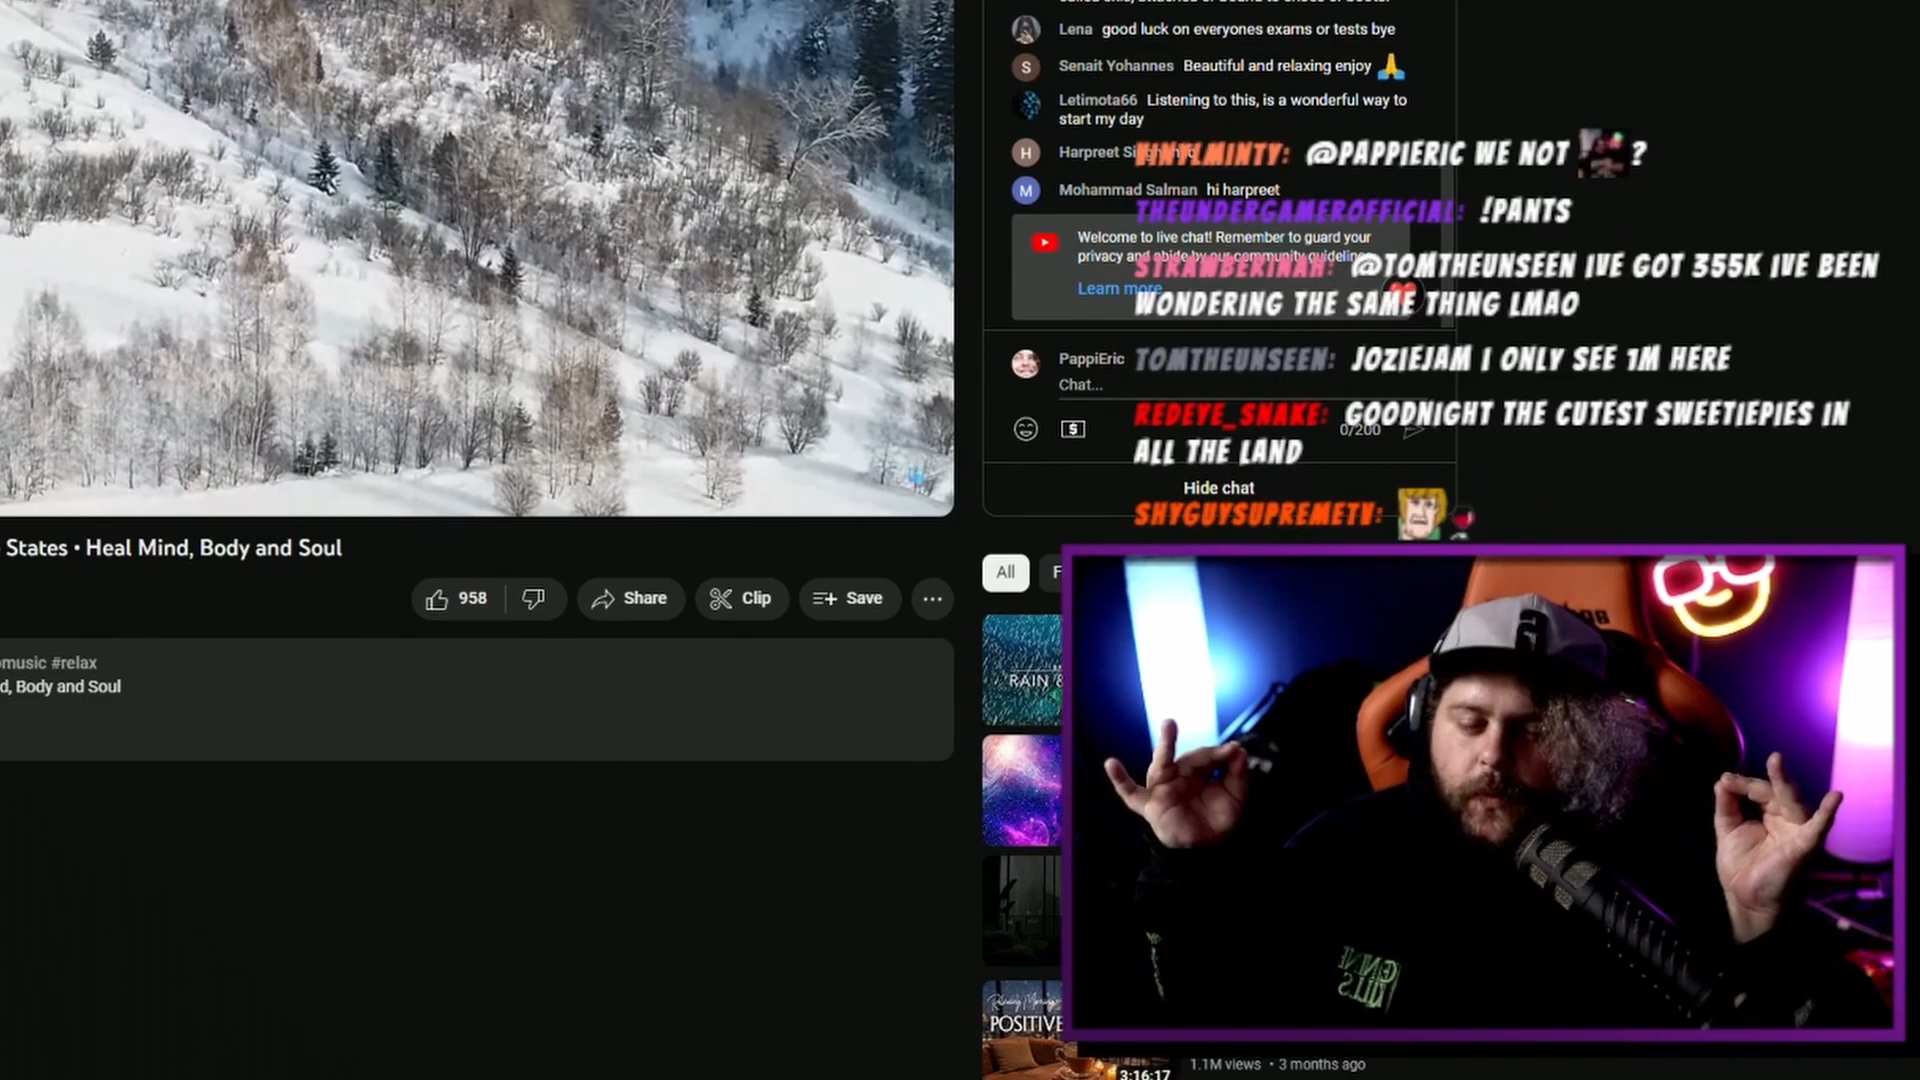 Lena good luck on everyones exams or tests bye
S Senait Yohannes Beautiful and relaxing enjoy
Letimota66 Listening to this, is a wonderful way to
start my day
H Harpreet
M Mohammad Salman hi harpreet
Welcome to live chat! Remember to guard your
privacy and abide by our community guidelines.
Learn more
PappiEric
Chat...
0/200
Hide chat
VINYLMINTY: @PAPPIERIC WE NOT ?
THEUNDERGAMEROFFICIAL: !PANTS
STRAWBERINAH: @TOMTHEUNSEEN IVE GOT 355K IVE BEEN
WONDERING THE SAME THING LMAO
TOMTHEUNSEEN: JOZIEJAM I ONLY SEE 1M HERE
REDEYE_SNAKE: GOODNIGHT THE CUTEST SWEETIEPIES IN
ALL THE LAND
SHYGUYSUPREMETV:
States • Heal Mind, Body and Soul
958
Share
Clip
Save
music #relax
d, Body and Soul
All
F
RAIN &
Relaxing Morning
POSITIVE
3:16:17
1.1M views • 3 months ago